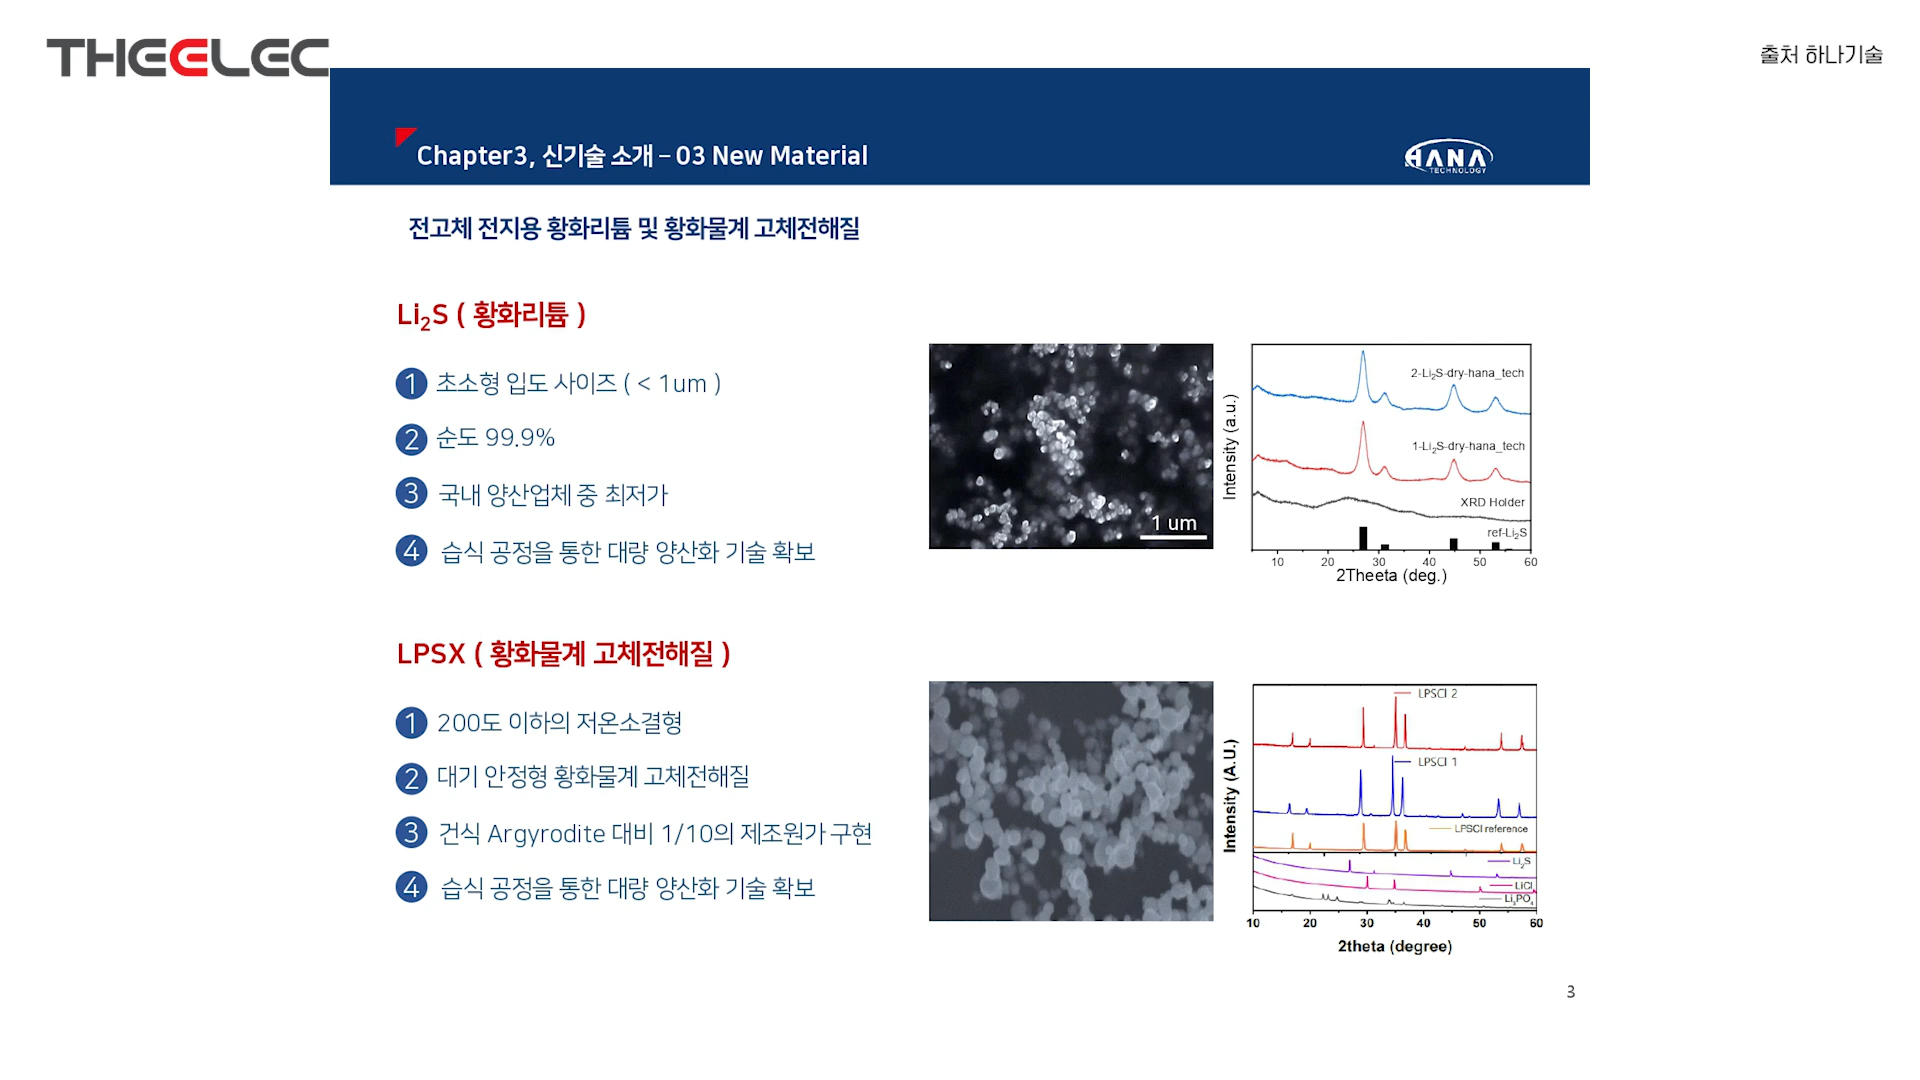 THEELEC
출처 하나기술
Chapter3, 신기술 소개 – 03 New Material
HANA
TECHNOLOGY
전고체 전지용 황화리튬 및 황화물계 고체전해질
Li₂S ( 황화리튬 )
1 초소형 입도 사이즈 ( < 1um )
2 순도 99.9%
3 국내 양산업체 중 최저가
4 습식 공정을 통한 대량 양산화 기술 확보
1 um
Intensity (a.u.)
2-Li₂S-dry-hana_tech
1-Li₂S-dry-hana_tech
XRD Holder
ref-Li₂S
10 20 30 40 50 60
2Theeta (deg.)
LPSX ( 황화물계 고체전해질 )
1 200도 이하의 저온소결형
2 대기 안정형 황화물계 고체전해질
3 건식 Argyrodite 대비 1/10의 제조원가 구현
4 습식 공정을 통한 대량 양산화 기술 확보
Intensity (A.U.)
LPSCl 2
LPSCl 1
LPSCl reference
Li₂S
LiCl
Li₃PO₄
10 20 30 40 50 60
2theta (degree)
3